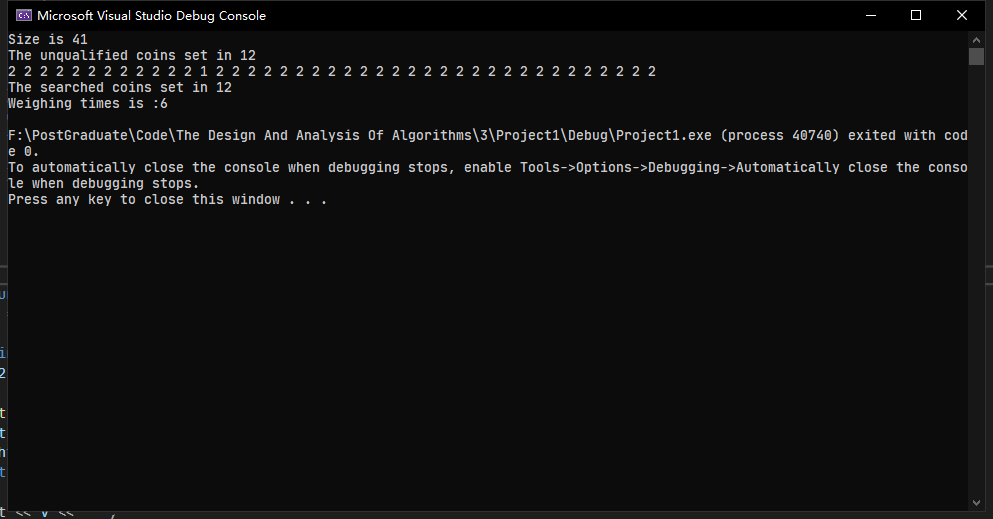 Microsoft Visual Studio Debug Console
Size is 41
The unqualified coins set in 12
2 2 2 2 2 2 2 2 2 2 2 2 1 2 2 2 2 2 2 2 2 2 2 2 2 2 2 2 2 2 2 2 2 2 2 2 2 2 2 2 2
The searched coins set in 12
Weighing times is :6
F:\PostGraduate\Code\The Design And Analysis Of Algorithms\3\Project1\Debug\Project1.exe (process 40740) exited with cod
e 0.
To automatically close the console when debugging stops, enable Tools->Options->Debugging->Automatically close the conso
le when debugging stops.
Press any key to close this window . . .